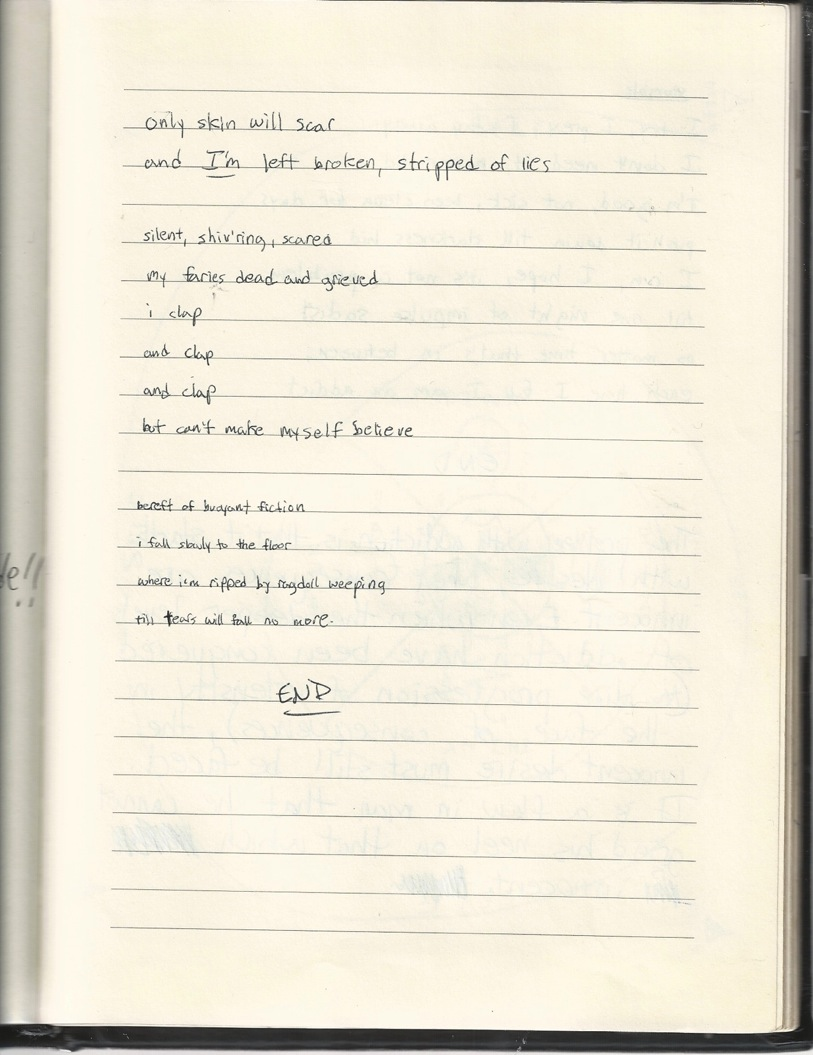 only skin will scar
and I'm left broken, stripped of lies
silent, shiv'ring, scared
my faries dead and grieved
i clap
and clap
and clap
but can't make myself believe
bereft of buoyant fiction
i fall slowly to the floor
where i'm ripped by ragdoll weeping
till tears will fall no more.
END